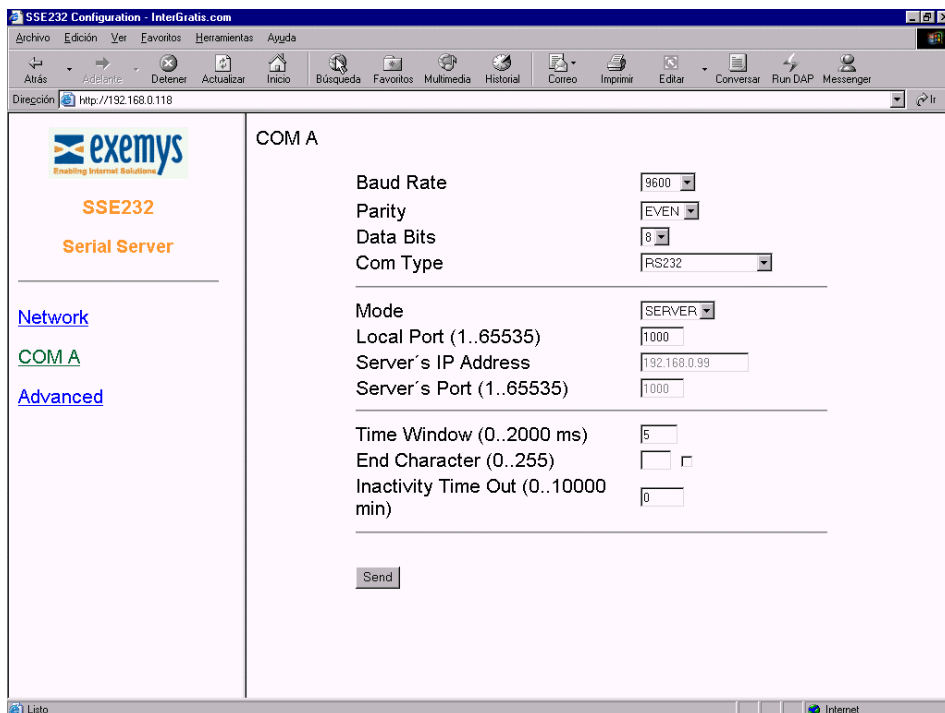 SSE232 Configuration - InterGratis.com
Archivo Edición Ver Favoritos Herramientas Ayuda
Atrás Adelante Detener Actualizar Inicio Búsqueda Favoritos Multimedia Historial Correo Imprimir Editar Conversar Run DAP Messenger
Dirección http://192.168.0.118 Ir
exemys
Enabling Internet Solutions
SSE232
Serial Server
Network
COM A
Advanced
COM A
Baud Rate 9600
Parity EVEN
Data Bits 8
Com Type RS232
Mode SERVER
Local Port (1..65535) 1000
Server´s IP Address 192.168.0.99
Server´s Port (1..65535) 1000
Time Window (0..2000 ms) 5
End Character (0..255)
Inactivity Time Out (0..10000
min) 0
Send
Listo Internet